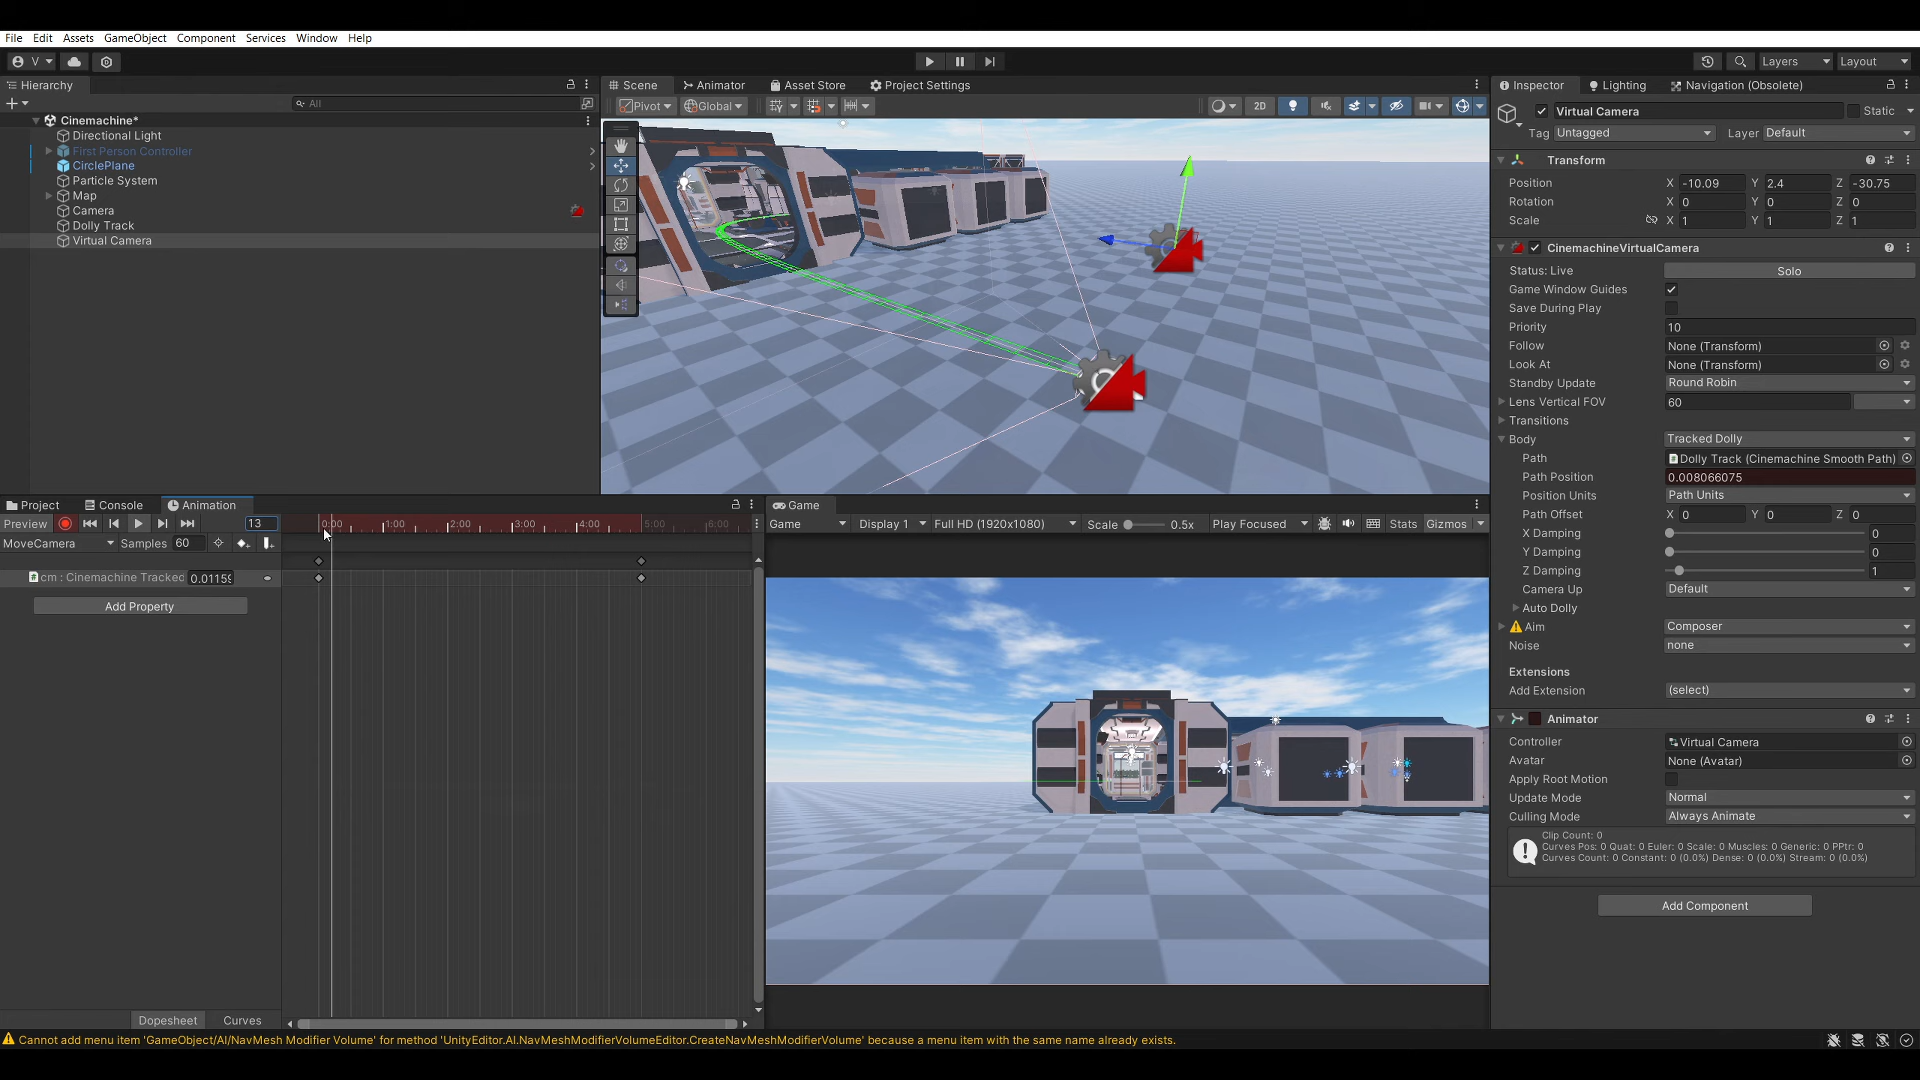 File Edit Assets GameObject Component Services Window Help
V Layers Layout
Hierarchy
All
Cinemachine*
Directional Light
First Person Controller
CirclePlane
Particle System
Map
Camera
Dolly Track
Virtual Camera
Scene Animator Asset Store Project Settings
Pivot Global 2D
Inspector Lighting Navigation (Obsolete)
Virtual Camera Static
Tag Untagged Layer Default
Transform
Position X -10.09 Y 2.4 Z -30.75
Rotation X 0 Y 0 Z 0
Scale X 1 Y 1 Z 1
CinemachineVirtualCamera
Status: Live Solo
Game Window Guides
Save During Play
Priority 10
Follow None (Transform)
Look At None (Transform)
Standby Update Round Robin
Lens Vertical FOV 60
Transitions
Body Tracked Dolly
Path Dolly Track (Cinemachine Smooth Path)
Path Position 0.008066075
Position Units Path Units
Path Offset X 0 Y 0 Z 0
X Damping 0
Y Damping 0
Z Damping 1
Camera Up Default
Auto Dolly
Aim Composer
Noise none
Extensions
Add Extension (select)
Animator
Controller Virtual Camera
Avatar None (Avatar)
Apply Root Motion
Update Mode Normal
Culling Mode Always Animate
Clip Count: 0
Curves Pos: 0 Quat: 0 Euler: 0 Scale: 0 Muscles: 0 Generic: 0 PPtr: 0
Curves Count: 0 Constant: 0 (0.0%) Dense: 0 (0.0%) Stream: 0 (0.0%)
Add Component
Project Console Animation
Preview 13 0:00 1:00 2:00 3:00 4:00 5:00 6:00
MoveCamera Samples 60
cm : Cinemachine Tracked 0.01159
Add Property
Dopesheet Curves
Game
Game Display 1 Full HD (1920x1080) Scale 0.5x Play Focused Stats Gizmos
Cannot add menu item 'GameObject/AI/NavMesh Modifier Volume' for method 'UnityEditor.AI.NavMeshModifierVolumeEditor.CreateNavMeshModifierVolume' because a menu item with the same name already exists.